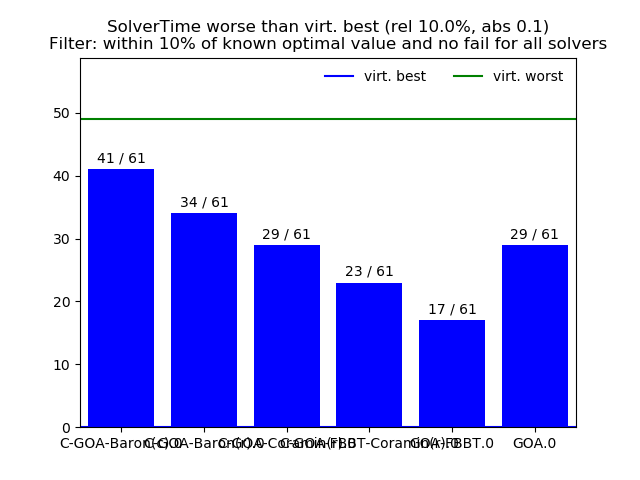 SolverTime worse than virt. best (rel 10.0%, abs 0.1)
Filter: within 10% of known optimal value and no fail for all solvers
virt. best
virt. worst
50
40
30
20
10
0
41 / 61
34 / 61
29 / 61
23 / 61
17 / 61
29 / 61
C-GOA-Baron(c).0
C-GOA-Baron(r).0
C-GOA-Coramin(r).0
C-GOA-FBBT-Coramin(r).0
GOA-FBBT.0
GOA.0